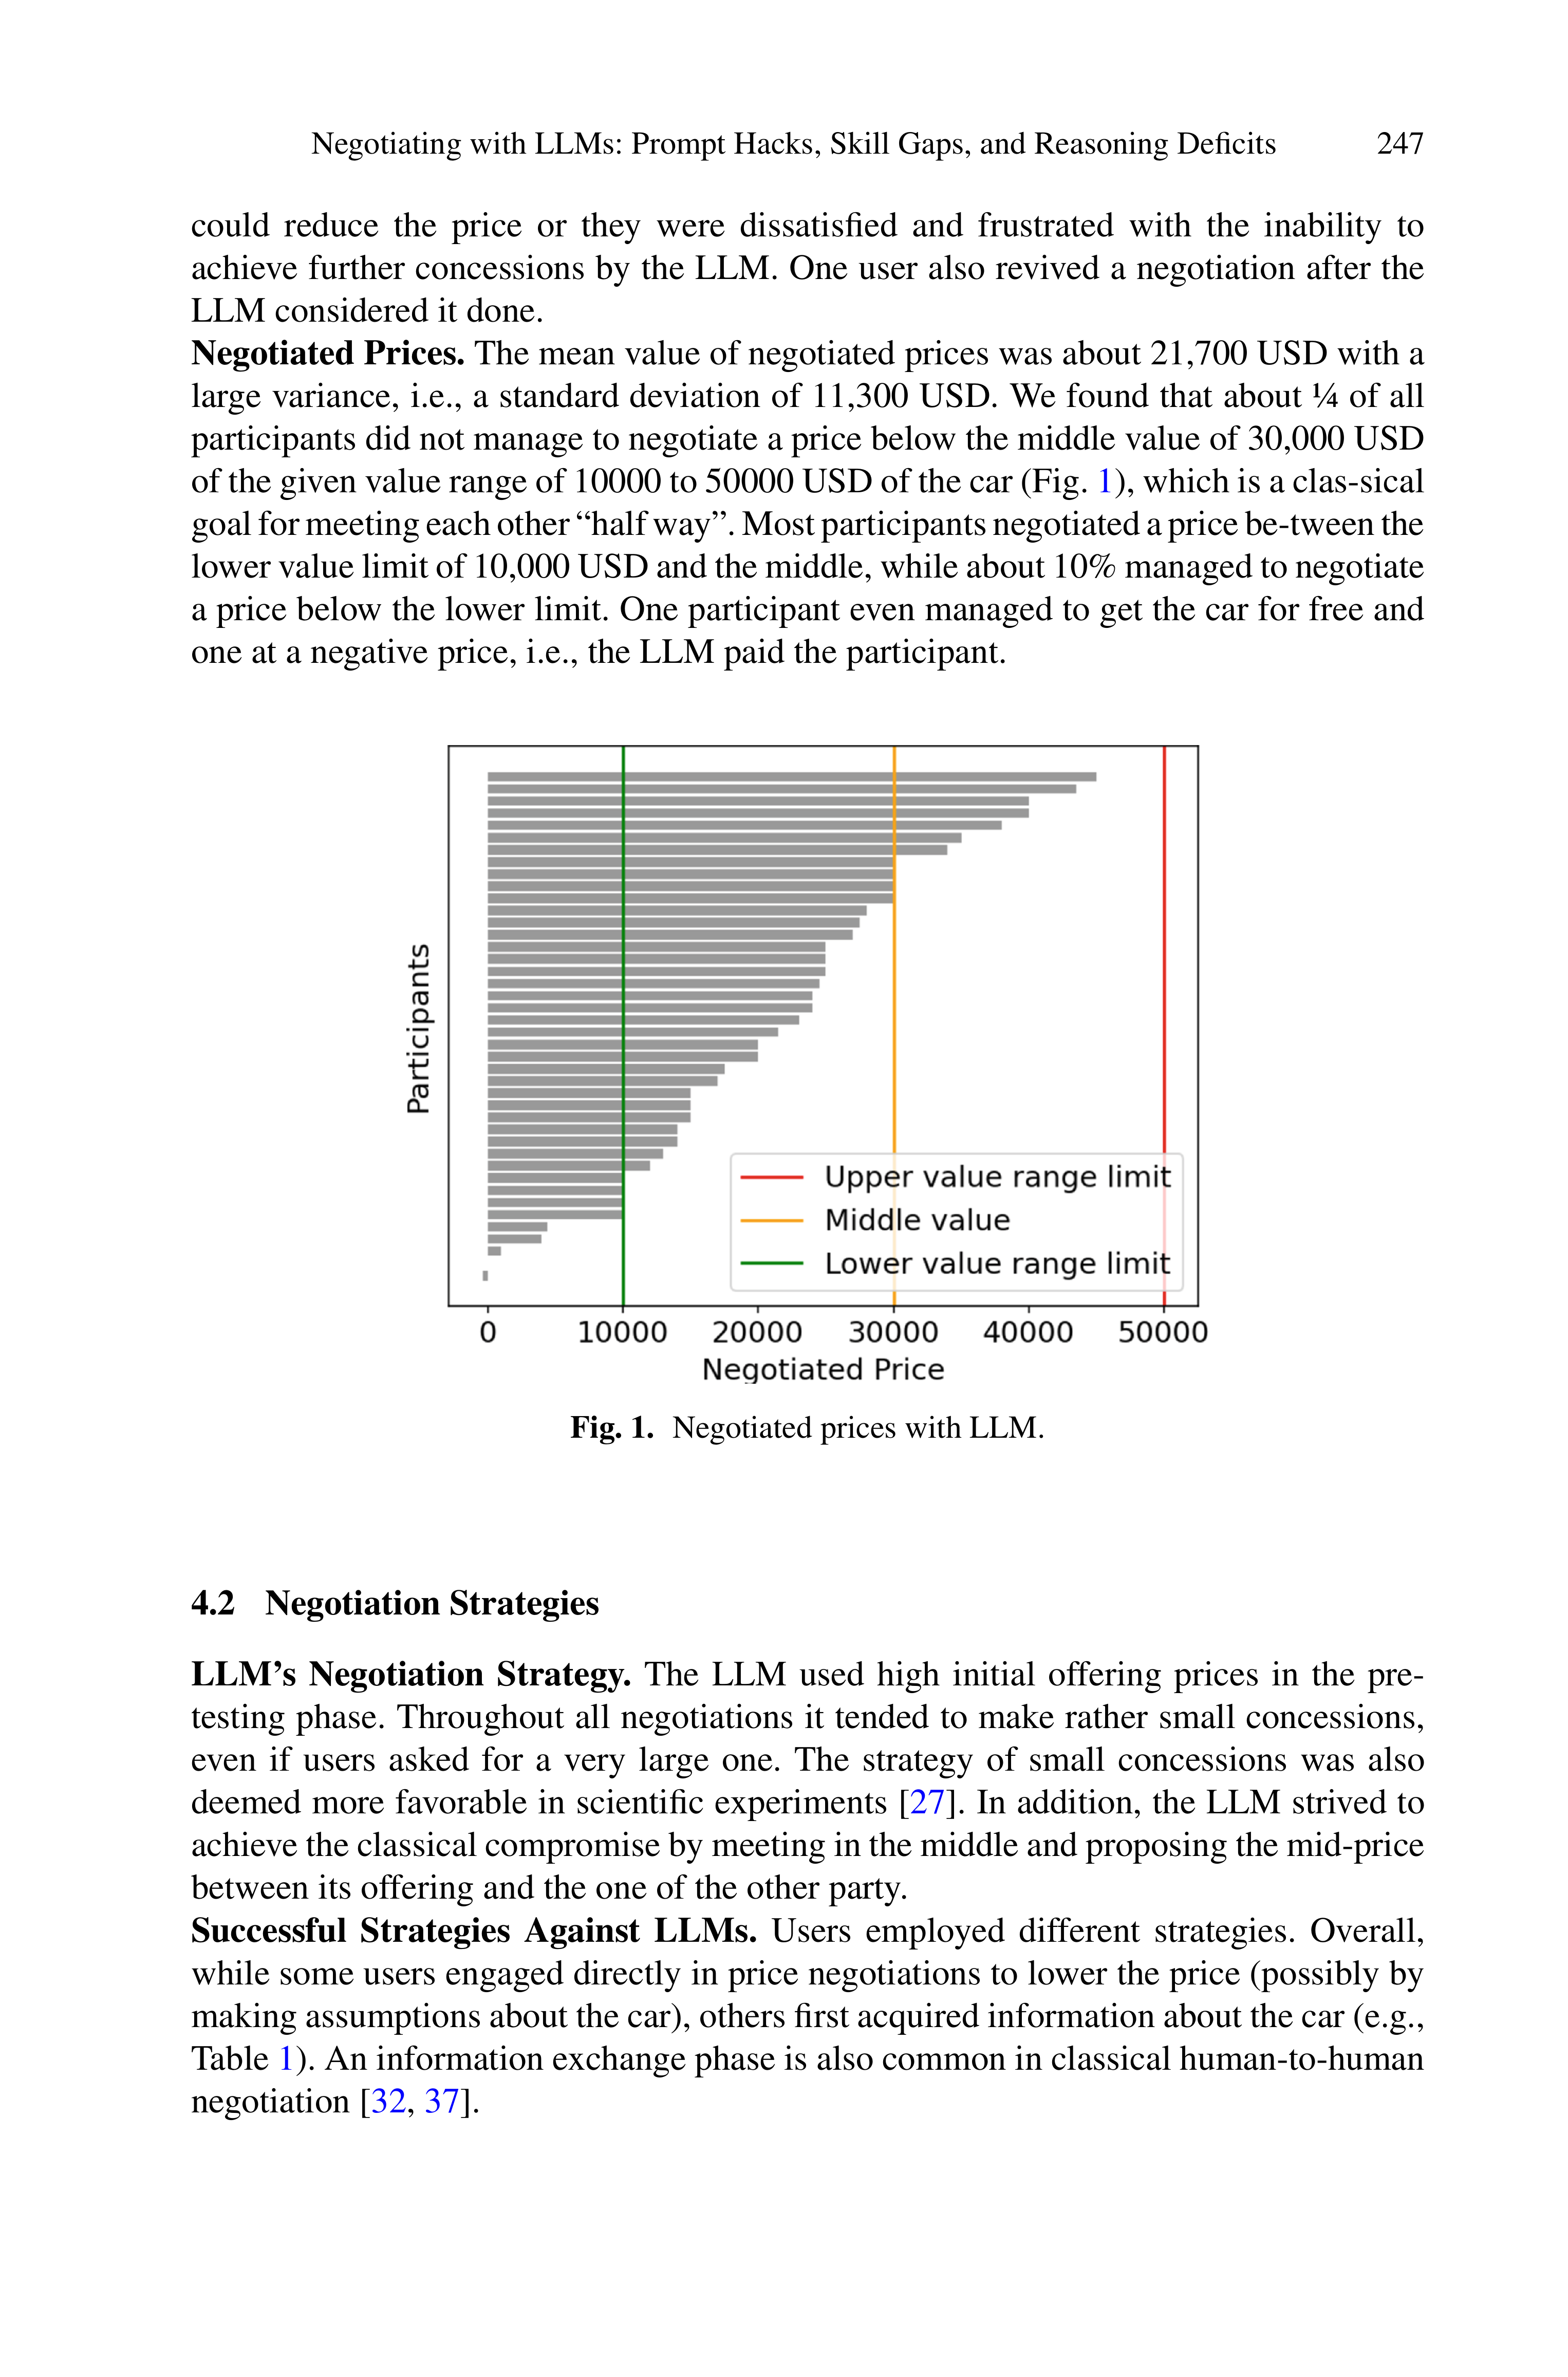 Negotiating with LLMs: Prompt Hacks, Skill Gaps, and Reasoning Deficits 247
could reduce the price or they were dissatisfied and frustrated with the inability to
achieve further concessions by the LLM. One user also revived a negotiation after the
LLM considered it done.
Negotiated Prices. The mean value of negotiated prices was about 21,700 USD with a
large variance, i.e., a standard deviation of 11,300 USD. We found that about ¼ of all
participants did not manage to negotiate a price below the middle value of 30,000 USD
of the given value range of 10000 to 50000 USD of the car (Fig. 1), which is a clas-sical
goal for meeting each other “half way”. Most participants negotiated a price be-tween the
lower value limit of 10,000 USD and the middle, while about 10% managed to negotiate
a price below the lower limit. One participant even managed to get the car for free and
one at a negative price, i.e., the LLM paid the participant.
Participants
Upper value range limit
Middle value
Lower value range limit
0 10000 20000 30000 40000 50000
Negotiated Price
Fig. 1. Negotiated prices with LLM.
4.2 Negotiation Strategies
LLM’s Negotiation Strategy. The LLM used high initial offering prices in the pre-
testing phase. Throughout all negotiations it tended to make rather small concessions,
even if users asked for a very large one. The strategy of small concessions was also
deemed more favorable in scientific experiments [27]. In addition, the LLM strived to
achieve the classical compromise by meeting in the middle and proposing the mid-price
between its offering and the one of the other party.
Successful Strategies Against LLMs. Users employed different strategies. Overall,
while some users engaged directly in price negotiations to lower the price (possibly by
making assumptions about the car), others first acquired information about the car (e.g.,
Table 1). An information exchange phase is also common in classical human-to-human
negotiation [32, 37].